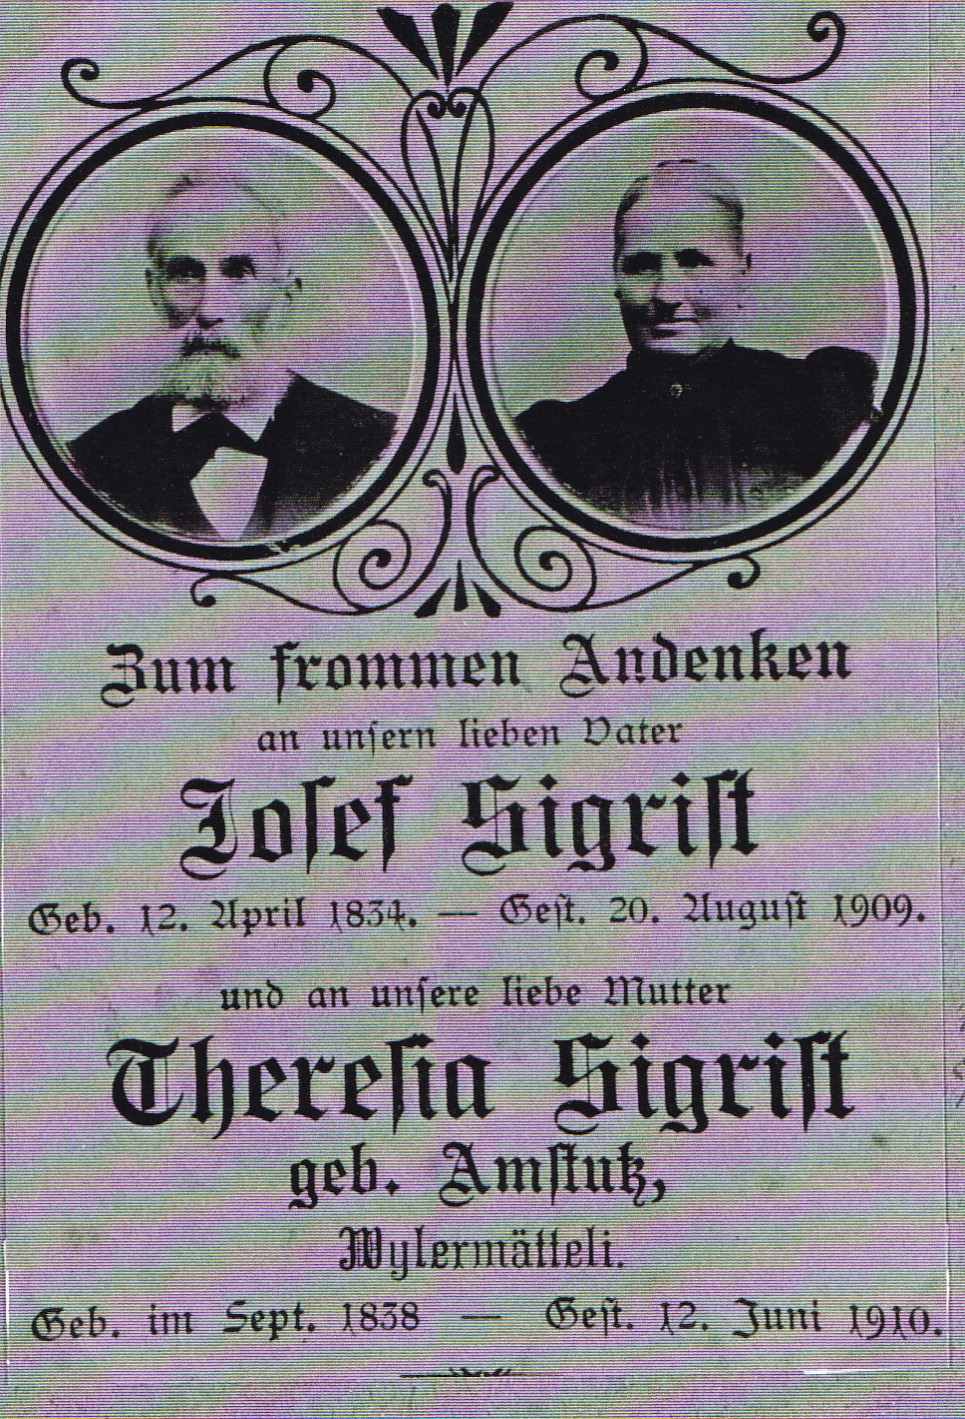 Zum frommen Andenken
an unsern lieben Vater
Josef Sigrist
Geb. 12. April 1834. — Gest. 20. August 1909.
und an unsere liebe Mutter
Theresia Sigrist
geb. Amstutz,
Wylermätteli.
Geb. im Sept. 1838 — Gest. 12. Juni 1910.